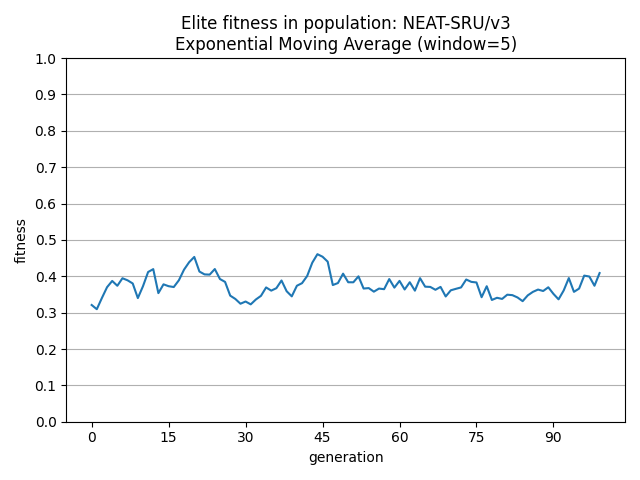 Elite fitness in population: NEAT-SRU/v3
Exponential Moving Average (window=5)
1.0
0.9
0.8
0.7
0.6
0.5
0.4
0.3
0.2
0.1
0.0
fitness
0 15 30 45 60 75 90
generation